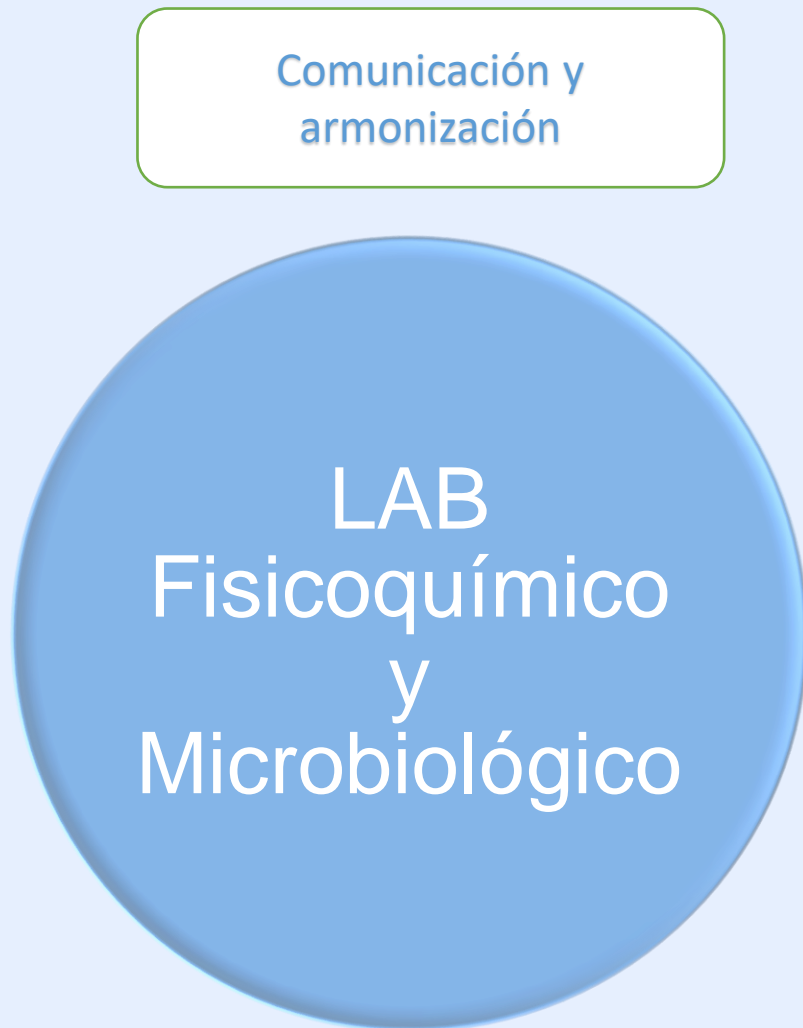 Comunicación y
armonización
LAB
Fisicoquímico
y
Microbiológico